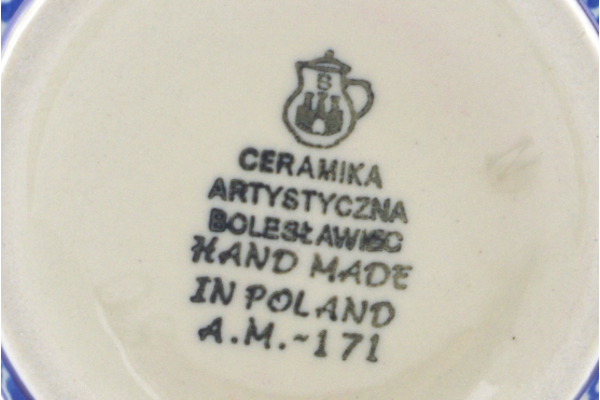 B
CERAMIKA
ARTYSTYCZNA
BOLESŁAWIEC
HAND MADE
IN POLAND
A.M.~171